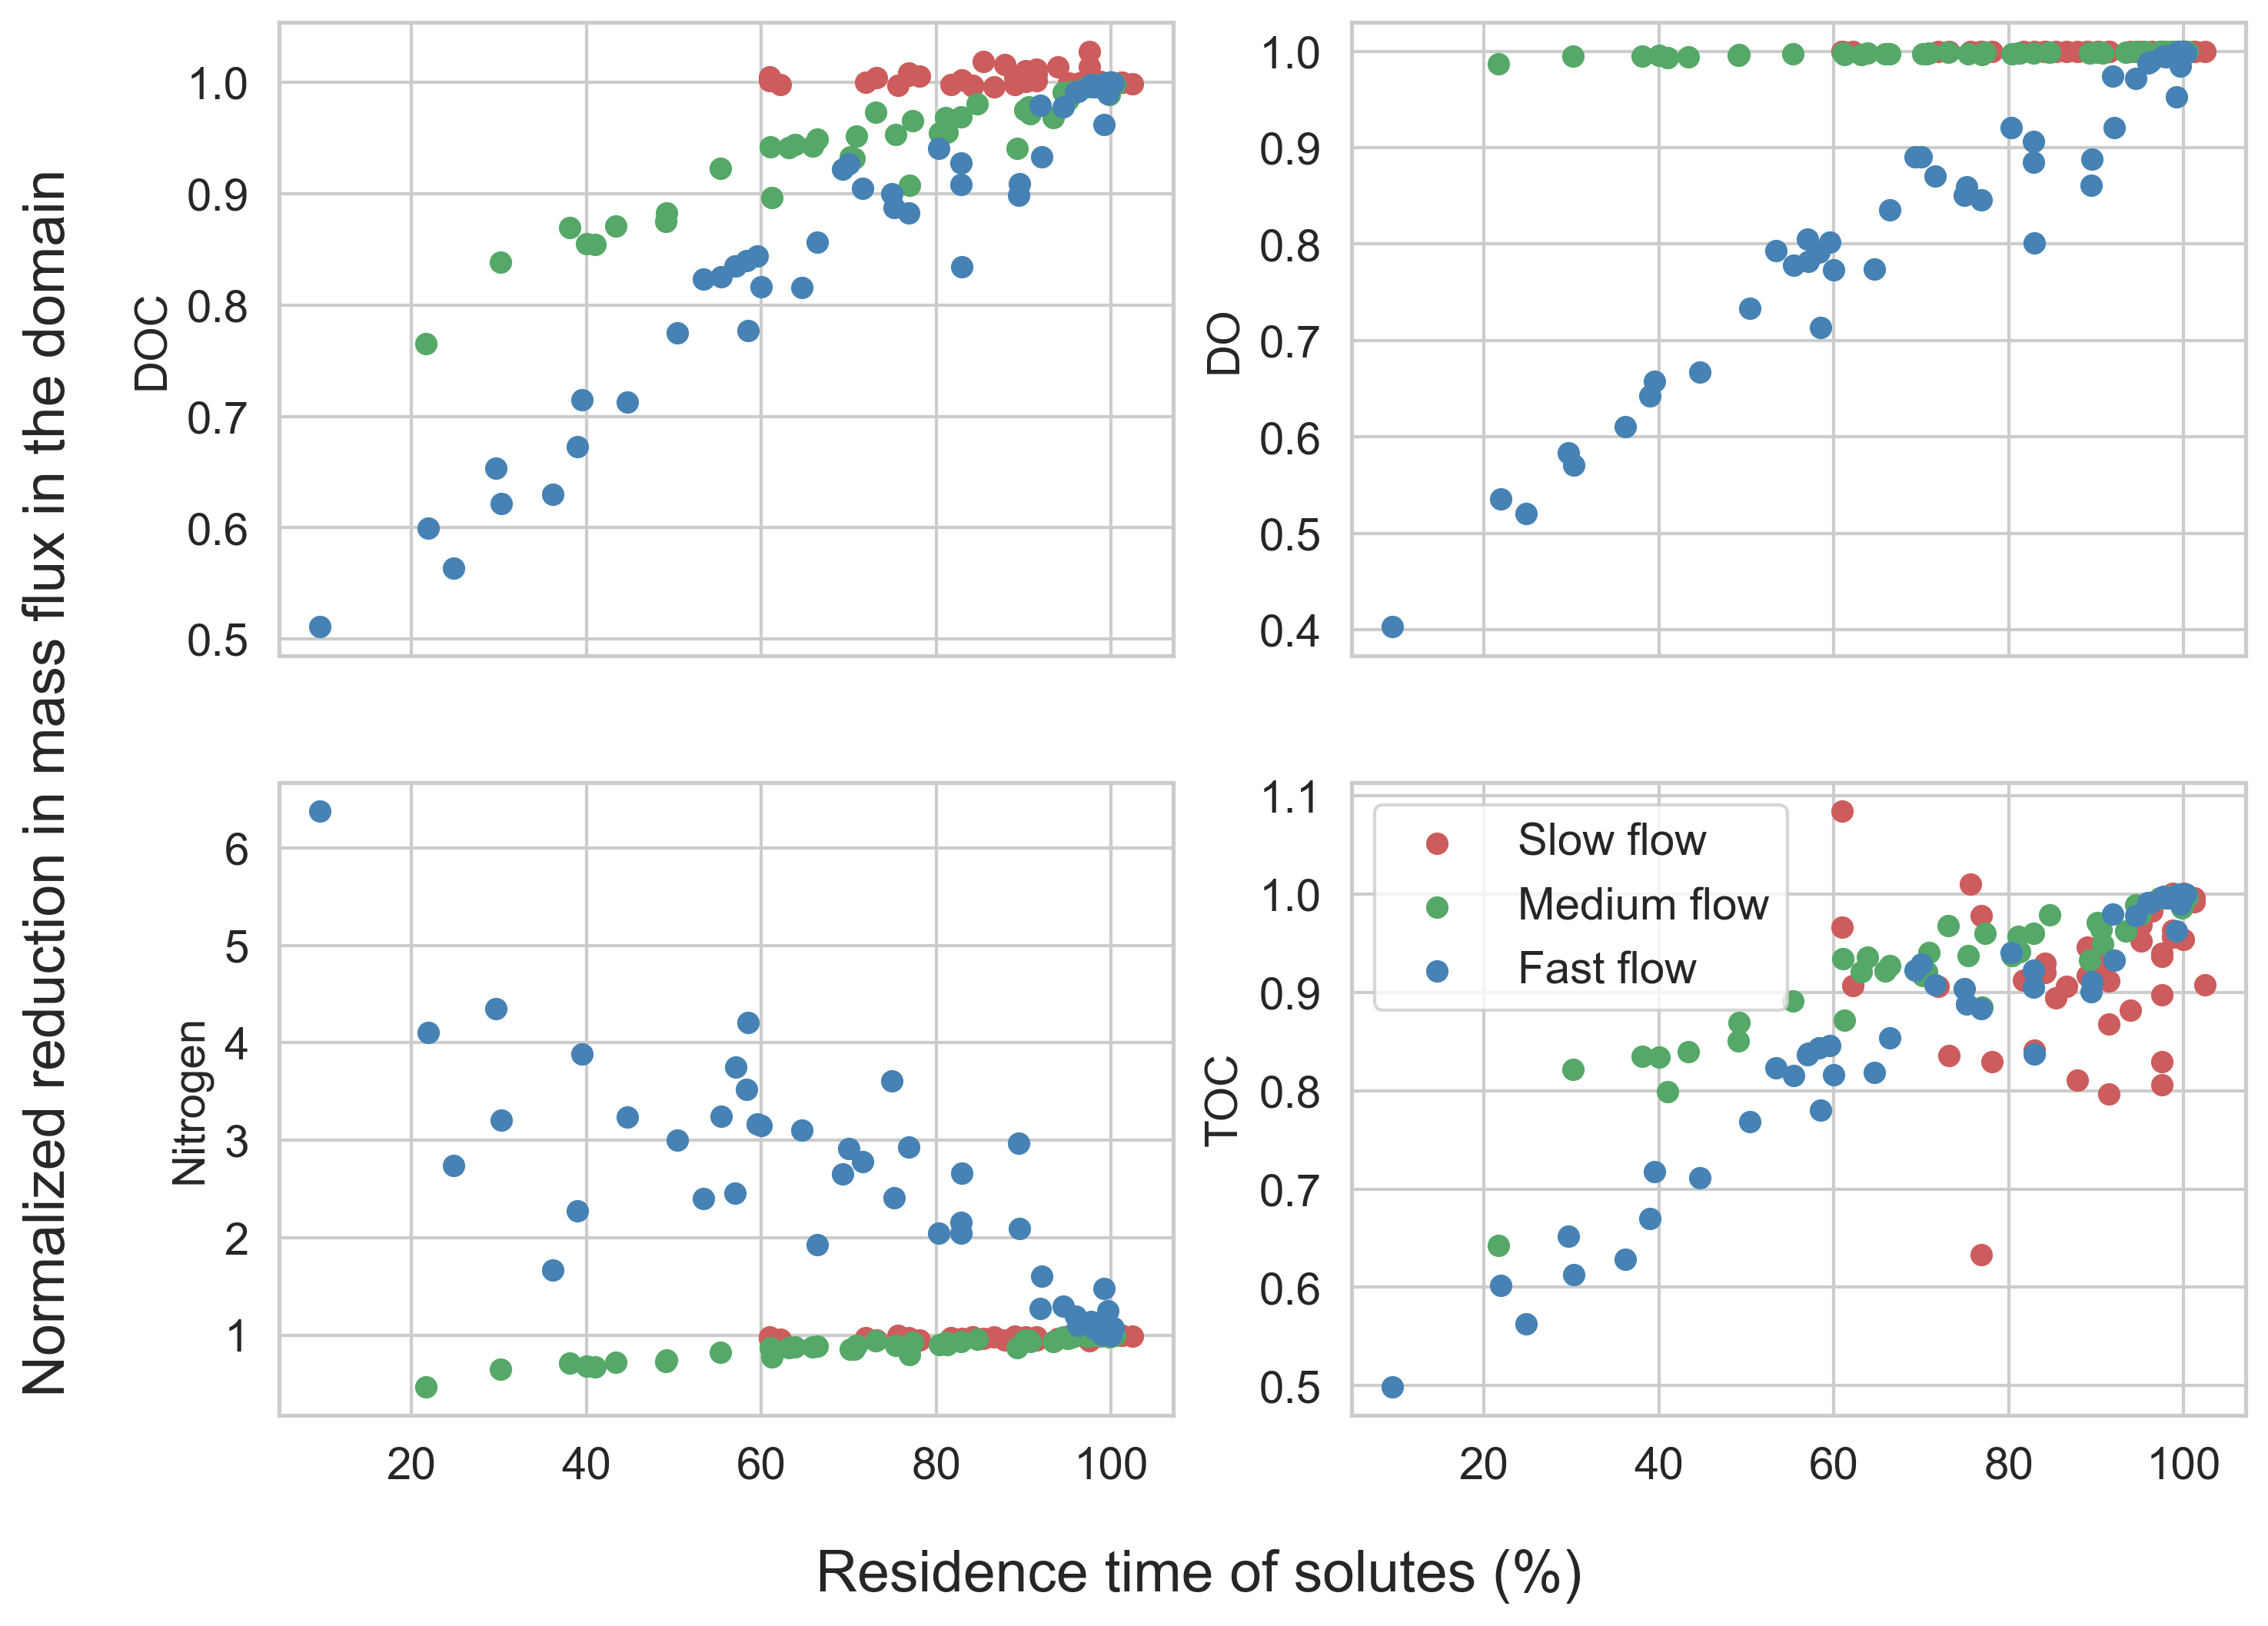 Normalized reduction in mass flux in the domain
DOC
1.0
0.9
0.8
0.7
0.6
0.5
DO
1.0
0.9
0.8
0.7
0.6
0.5
0.4
Nitrogen
6
5
4
3
2
1
20 40 60 80 100
TOC
1.1
1.0
0.9
0.8
0.7
0.6
0.5
Slow flow
Medium flow
Fast flow
20 40 60 80 100
Residence time of solutes (%)